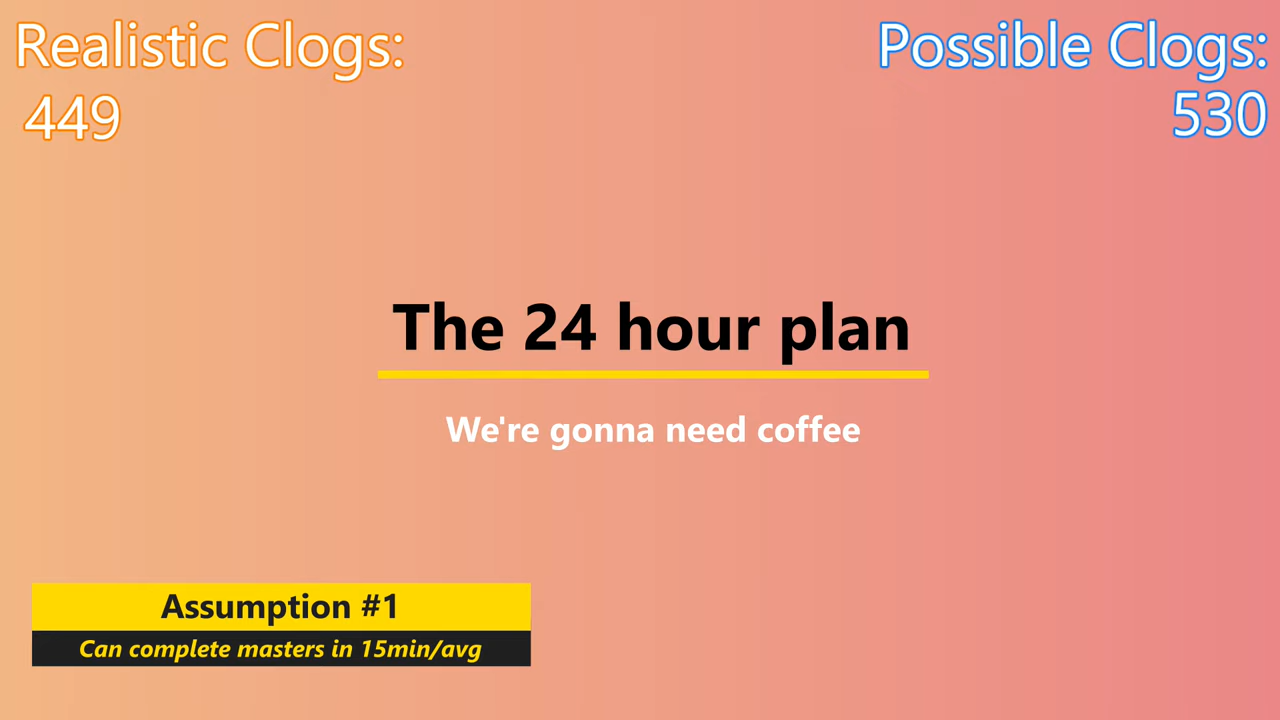 Realistic Clogs:
449
Possible Clogs:
530
The 24 hour plan
We're gonna need coffee
Assumption #1
Can complete masters in 15min/avg